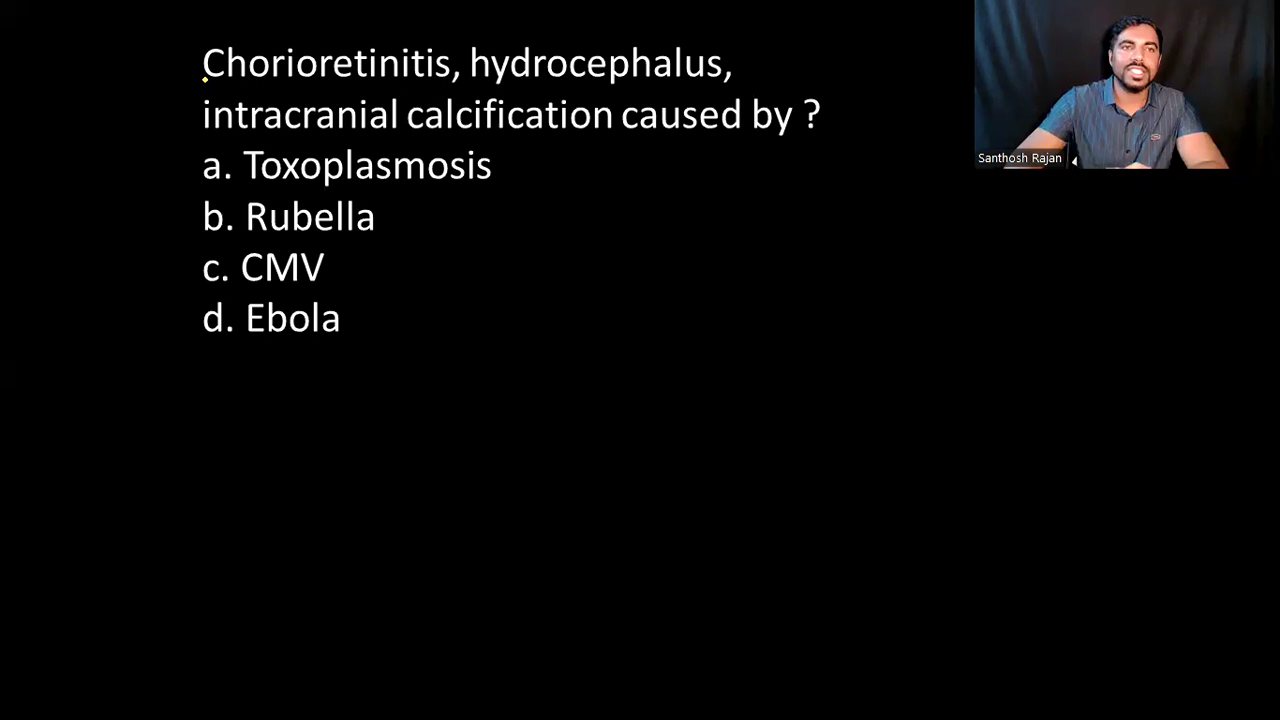 Chorioretinitis, hydrocephalus,
intracranial calcification caused by ?
a. Toxoplasmosis
b. Rubella
c. CMV
d. Ebola
Santhosh Rajan